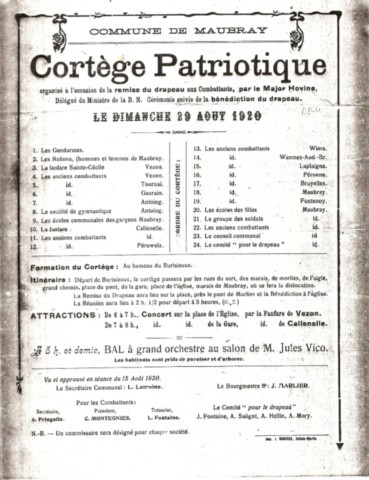 COMMUNE DE MAUBRAY
Cortège Patriotique
organisé à l'occasion de la remise du drapeau aux Combattants, par le Major Hovine,
Délégué du Ministre de la D. N. Cérémonie suivie de la bénédiction du drapeau.
LE DIMANCHE 29 AOUT 1920
ORDRE DU CORTÈGE :
1. Les Gendarmes.
2. Les Nations, (hommes et femmes de Maubray.
3. La fanfare Sainte-Cécile Vezon.
4. Les anciens combattants Vezon.
5. id. Tournai.
6. id. Gaurain.
7. id. Antoing.
8. La société de gymnastique Antoing.
9. Les écoles communales des garçons Maubray.
10. La fanfare Callenelle.
11. Les anciens combattants id.
12. id. Péruwelz.
13. Les anciens combattants Wiers.
14. id.
15. id. Laplaigne.
16. id. Péronne.
17. id. Bruyelles.
18. id. Maubray.
19. id. Fontenoy.
20. Les écoles des filles Maubray.
21. Le groupe des soldats id.
22. Les anciens combattants id.
23. Le conseil communal id.
24. Le comité " pour le drapeau " id.
Formation du Cortège : Au hameau du Burisieux.
Itinéraire : Départ du Burisieux, le cortège passera par les rues du sort, des marais, du mortier, de l'aigle,
grand chemin, place du pont, de la gare, place de l'église, marais de Maubray, où se fera la dislocation.
La Remise du Drapeau aura lieu sur la place, près le pont du Mortier et la Bénédiction à l'église.
La Réunion aura lieu à 2 h. 1/2 pour départ à 3 heures,
ATTRACTIONS : De 6 à 7 h., Concert sur la place de l'Église, par la Fanfare de Vezon.
De 7 à 8 h., id. id. de la Gare, id. de Callenelle.
A 5 h. et demie, BAL à grand orchestre au salon de M. Jules Vico.
Les habitants sont priés de pavoiser et d'arborer.
Vu et approuvé en séance du 15 Août 1920.
Le Secrétaire Communal : L. Le Bourgmestre : J. MARLIER.
Pour les Combattants :
Secrétaire, Président, Trésorier,
A. C. MONTEGNIES. L. Fontaine.
Le Comité " pour le drapeau "
J. Fontaine, A. Saligot, A. Hellin, A. Mory.
N.-B. — Un commissaire sera désigné pour chaque société.